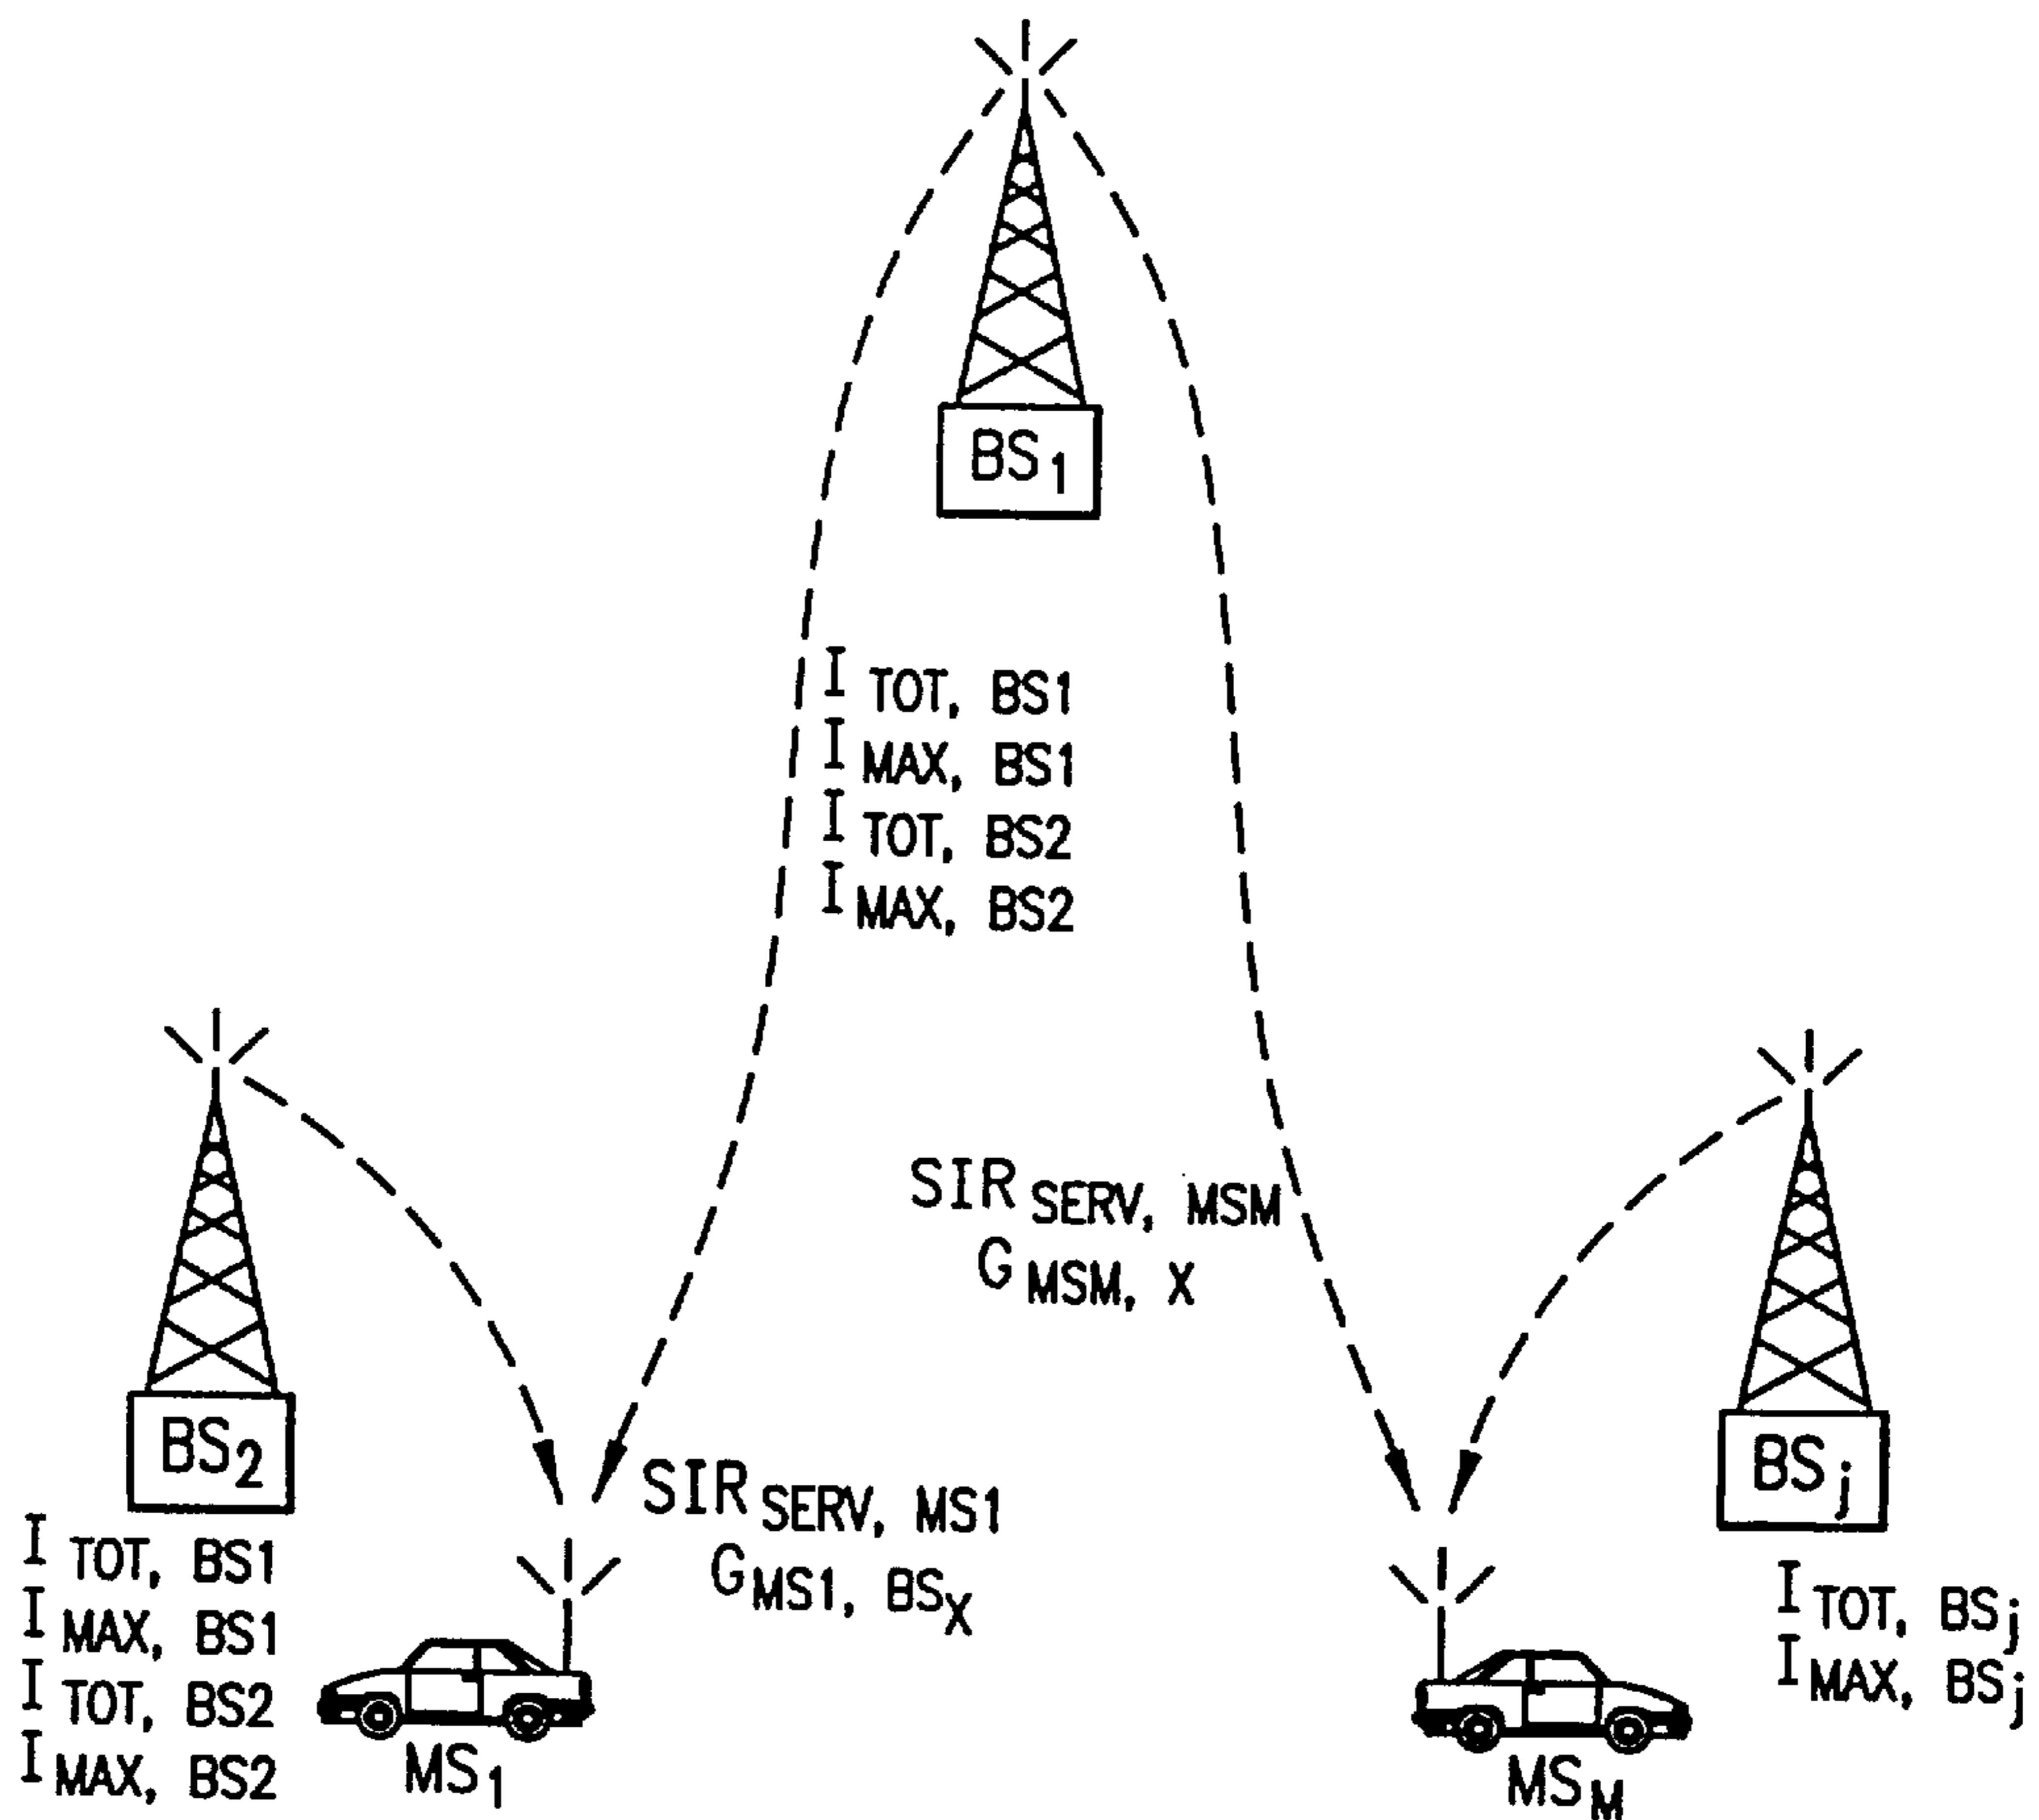 BS1
I TOT, BS1
I MAX, BS1
I TOT, BS2
I MAX, BS2
SIR SERV, MSM
G MSM, X
BS2
BSj
SIR SERV, MS1
G MS1, BSX
I TOT, BS1
I MAX, BS1
I TOT, BS2
I MAX, BS2
I TOT, BSj
I MAX, BSj
MS1
MSM